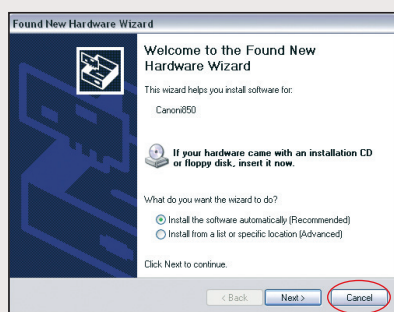 Found New Hardware Wizard
Welcome to the Found New
Hardware Wizard
This wizard helps you install software for:
Canoni850
If your hardware came with an installation CD
or floppy disk, insert it now.
What do you want the wizard to do?
Install the software automatically (Recommended)
Install from a list or specific location (Advanced)
Click Next to continue.
< Back
Next >
Cancel